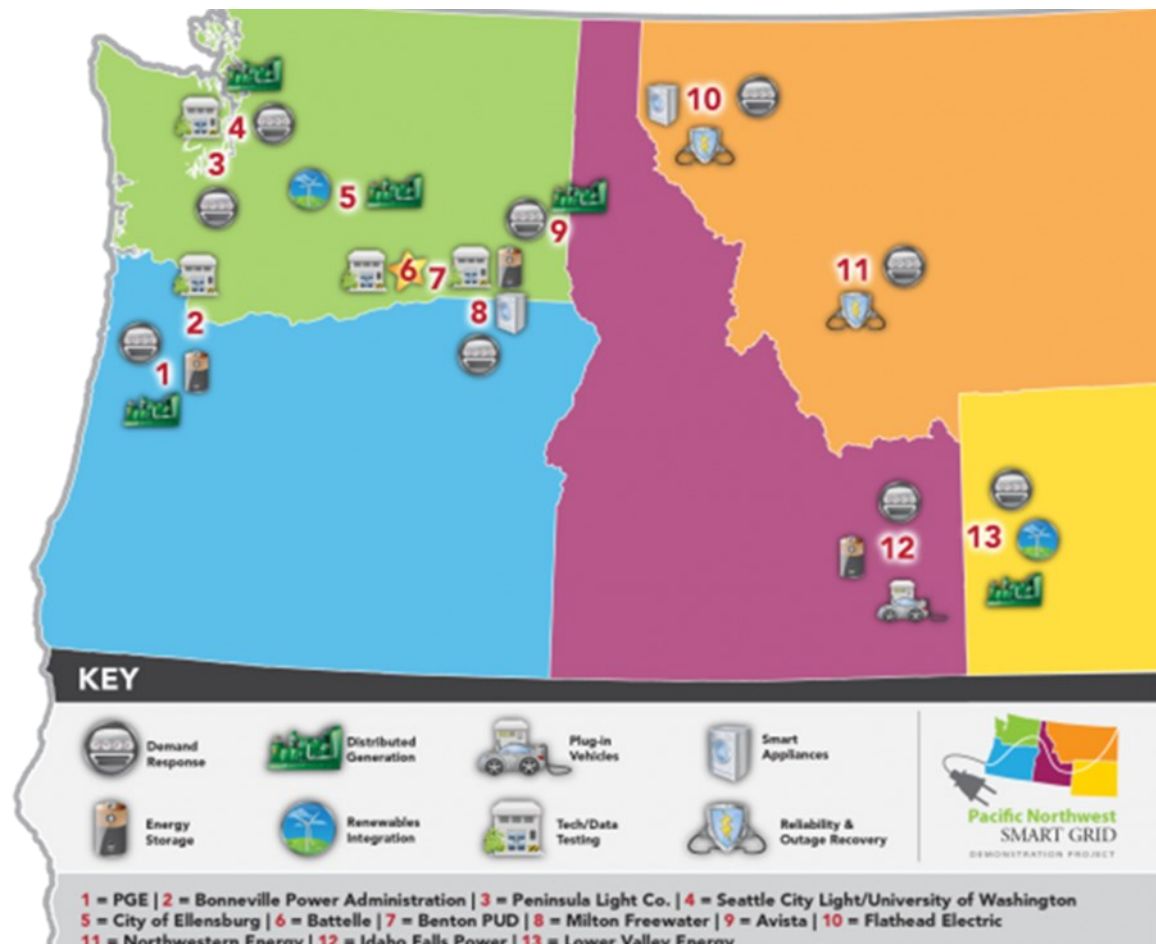 10
4
3
5
9
11
6
7
8
2
1
12
13
KEY
Demand
Response
Distributed
Generation
Plug-in
Vehicles
Smart
Appliances
Energy
Storage
Renewables
Integration
Tech/Data
Testing
Reliability &
Outage Recovery
Pacific Northwest
SMART GRID
DEMONSTRATION PROJECT
1 = PGE | 2 = Bonneville Power Administration | 3 = Peninsula Light Co. | 4 = Seattle City Light/University of Washington
5 = City of Ellensburg | 6 = Battelle | 7 = Benton PUD | 8 = Milton Freewater | 9 = Avista | 10 = Flathead Electric
11 = Northwestern Energy | 12 = Idaho Falls Power | 13 = Lower Valley Energy